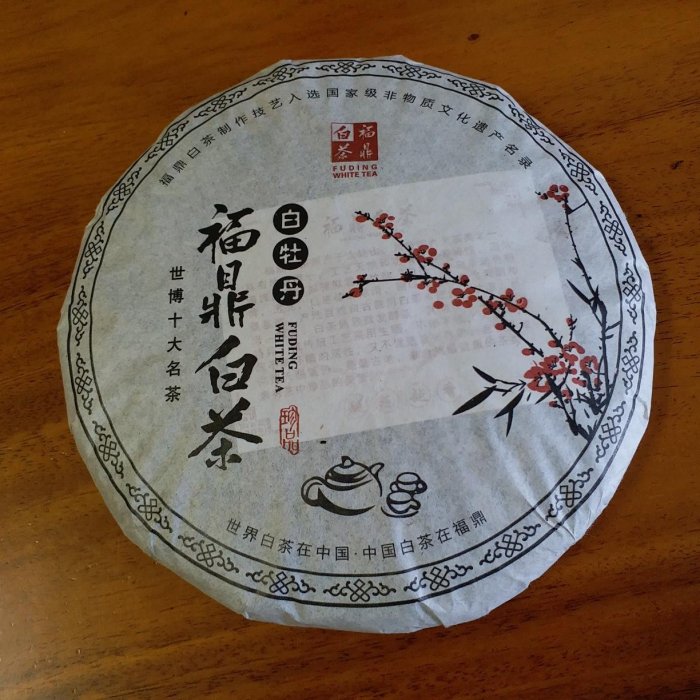 福鼎白茶制作技艺入选国家级非物质文化遗产名录
福鼎
白茶
FUDING
WHITE TEA
白牡丹
福鼎白茶
世博十大名茶
FUDING
WHITE TEA
珍品
世界白茶在中国·中国白茶在福鼎